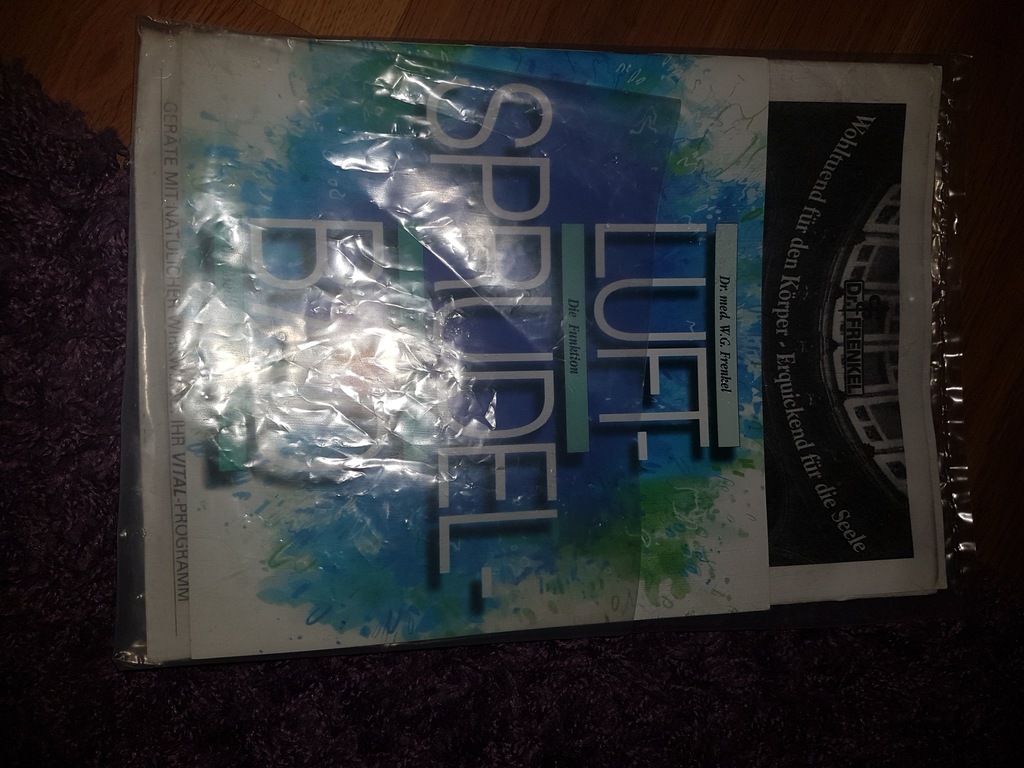 Wohltuend für den Körper - Erquickend für die Seele
Dr. FRENKEL
Dr. med. W.G. Frenkel
LUFT-
Die Funktion
SPRUDEL-
GERÄTE MIT NATÜRLICHER
IHR VITAL-PROGRAMM